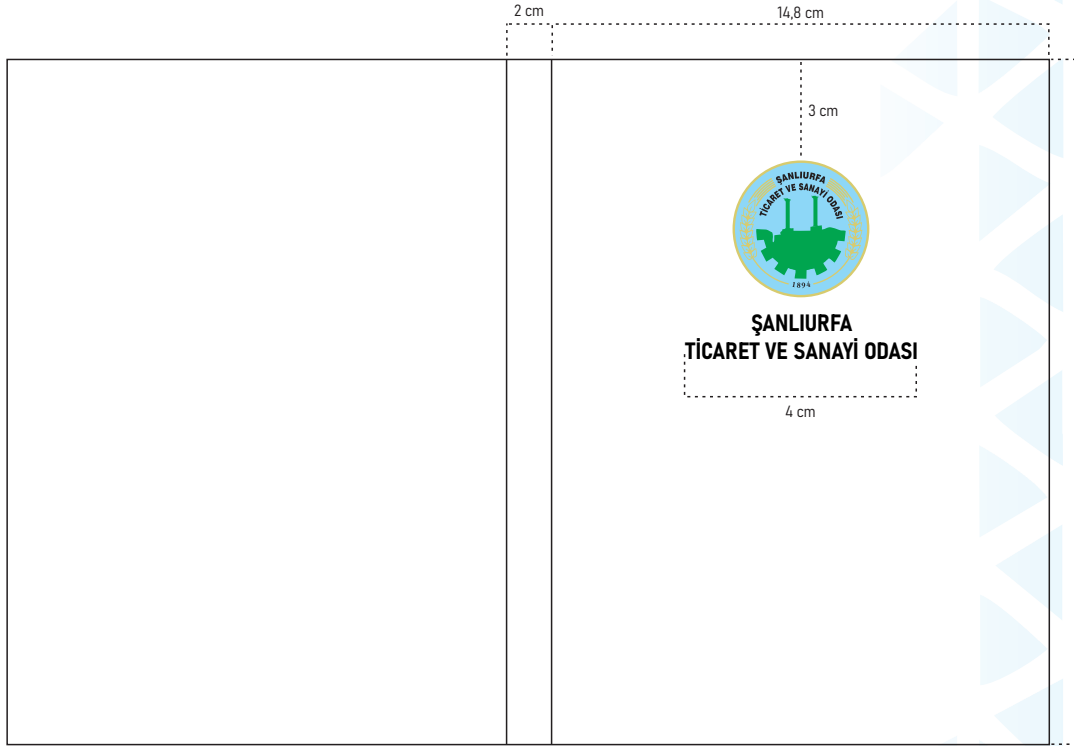 2 cm
14,8 cm
3 cm
ŞANLIURFA
TİCARET VE SANAYİ ODASI
1894
ŞANLIURFA
TİCARET VE SANAYİ ODASI
4 cm